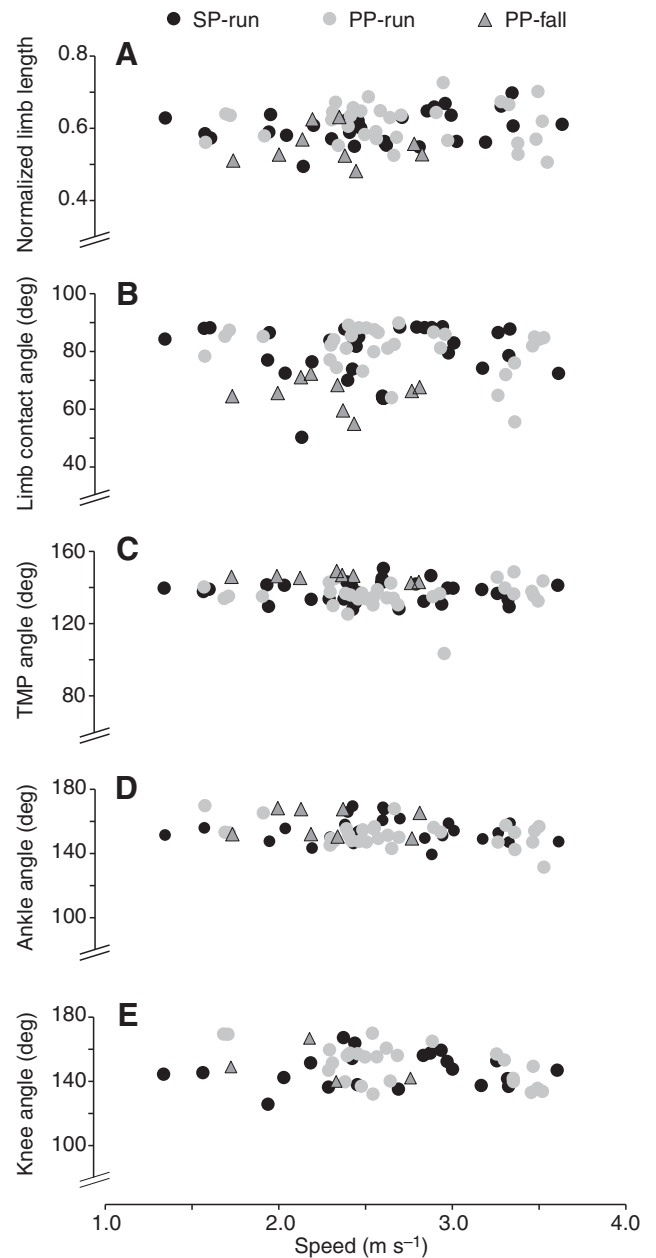 SP-run PP-run PP-fall
A
Normalized limb length
0.8
0.6
0.4
B
Limb contact angle (deg)
100
80
60
40
C
TMP angle (deg)
160
120
80
D
Ankle angle (deg)
180
140
100
E
Knee angle (deg)
180
140
100
1.0 2.0 3.0 4.0
Speed (m s–1)